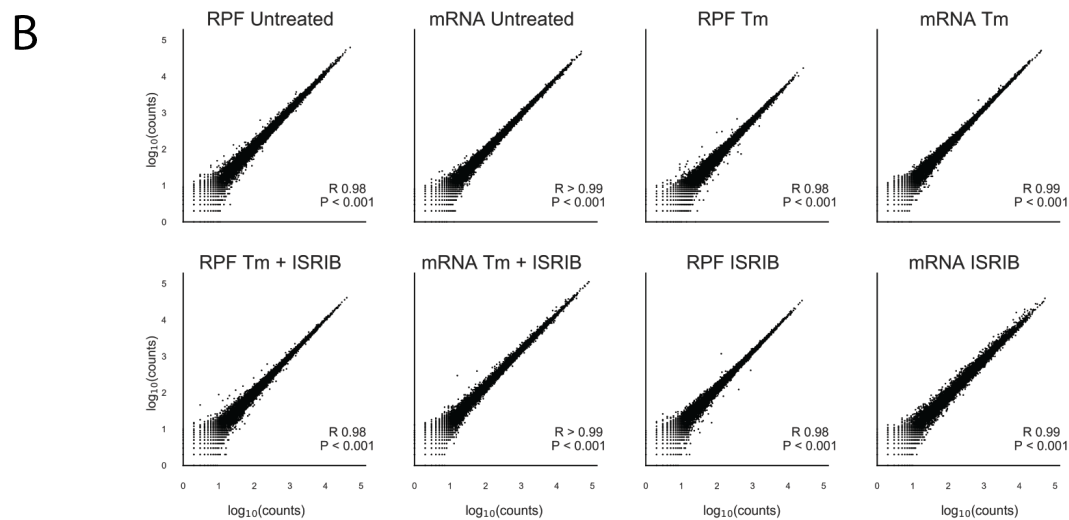 B
RPF Untreated
mRNA Untreated
RPF Tm
mRNA Tm
log10(counts)
5
4
3
2
1
0
R 0.98
P < 0.001
R > 0.99
P < 0.001
R 0.98
P < 0.001
R 0.99
P < 0.001
RPF Tm + ISRIB
mRNA Tm + ISRIB
RPF ISRIB
mRNA ISRIB
log10(counts)
5
4
3
2
1
0
R 0.98
P < 0.001
R > 0.99
P < 0.001
R 0.98
P < 0.001
R 0.99
P < 0.001
0 1 2 3 4 5
0 1 2 3 4 5
0 1 2 3 4 5
0 1 2 3 4 5
log10(counts)
log10(counts)
log10(counts)
log10(counts)